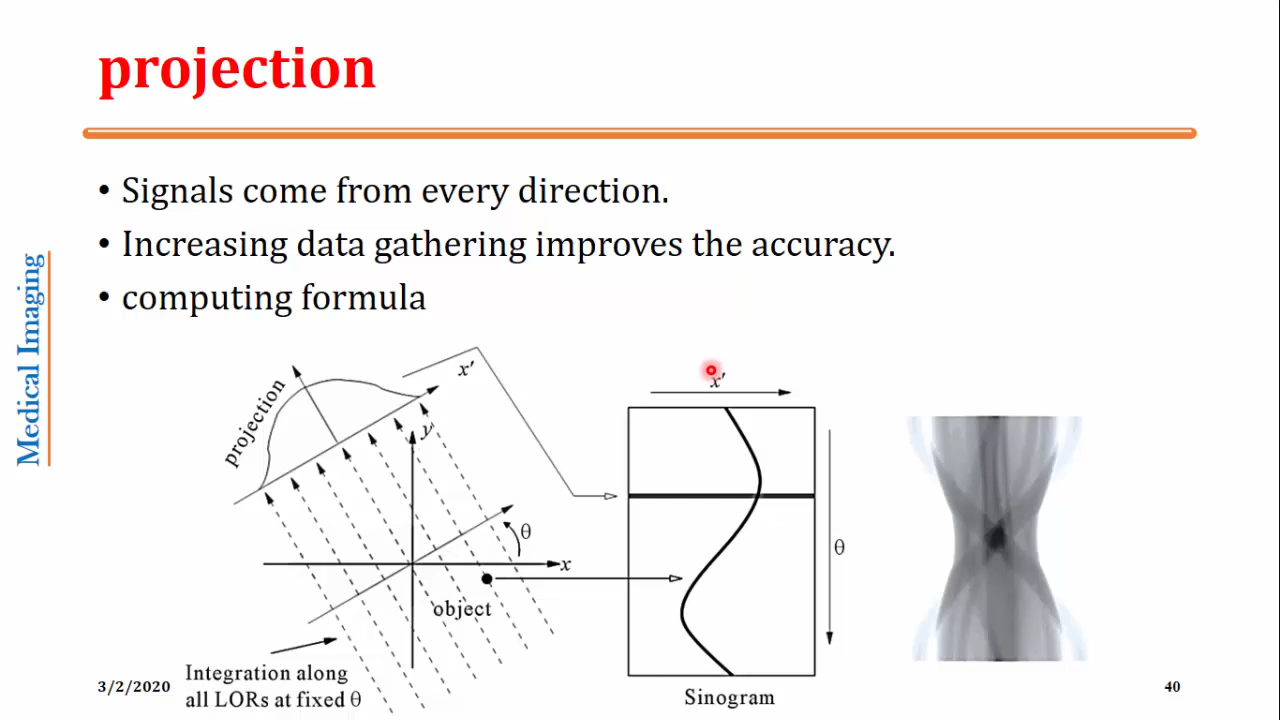 projection
• Signals come from every direction.
• Increasing data gathering improves the accuracy.
• computing formula
Medical Imaging
projection
x′
y
θ
x
object
Integration along
all LORs at fixed θ
x′
θ
Sinogram
3/2/2020
40